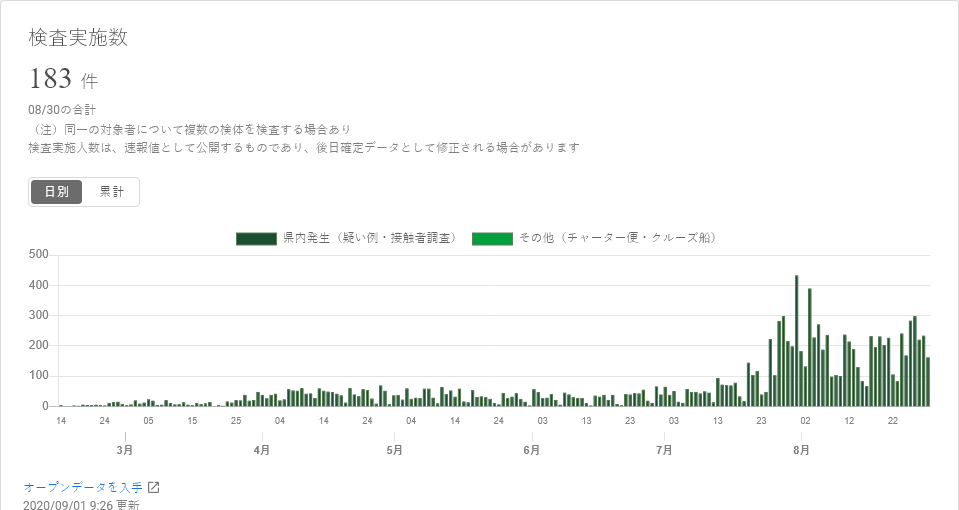 検査実施数
183 件
08/30の合計
（注）同一の対象者について複数の検体を検査する場合あり
検査実施人数は、速報値として公開するものであり、後日確定データとして修正される場合があります
日別 累計
県内発生（疑い例・接触者調査） その他（チャーター便・クルーズ船）
500
400
300
200
100
0
14 24 05 15 25 04 14 24 04 14 24 03 13 23 03 13 23 02 12 22
3月 4月 5月 6月 7月 8月
オープンデータを入手
2020/09/01 9:26 更新